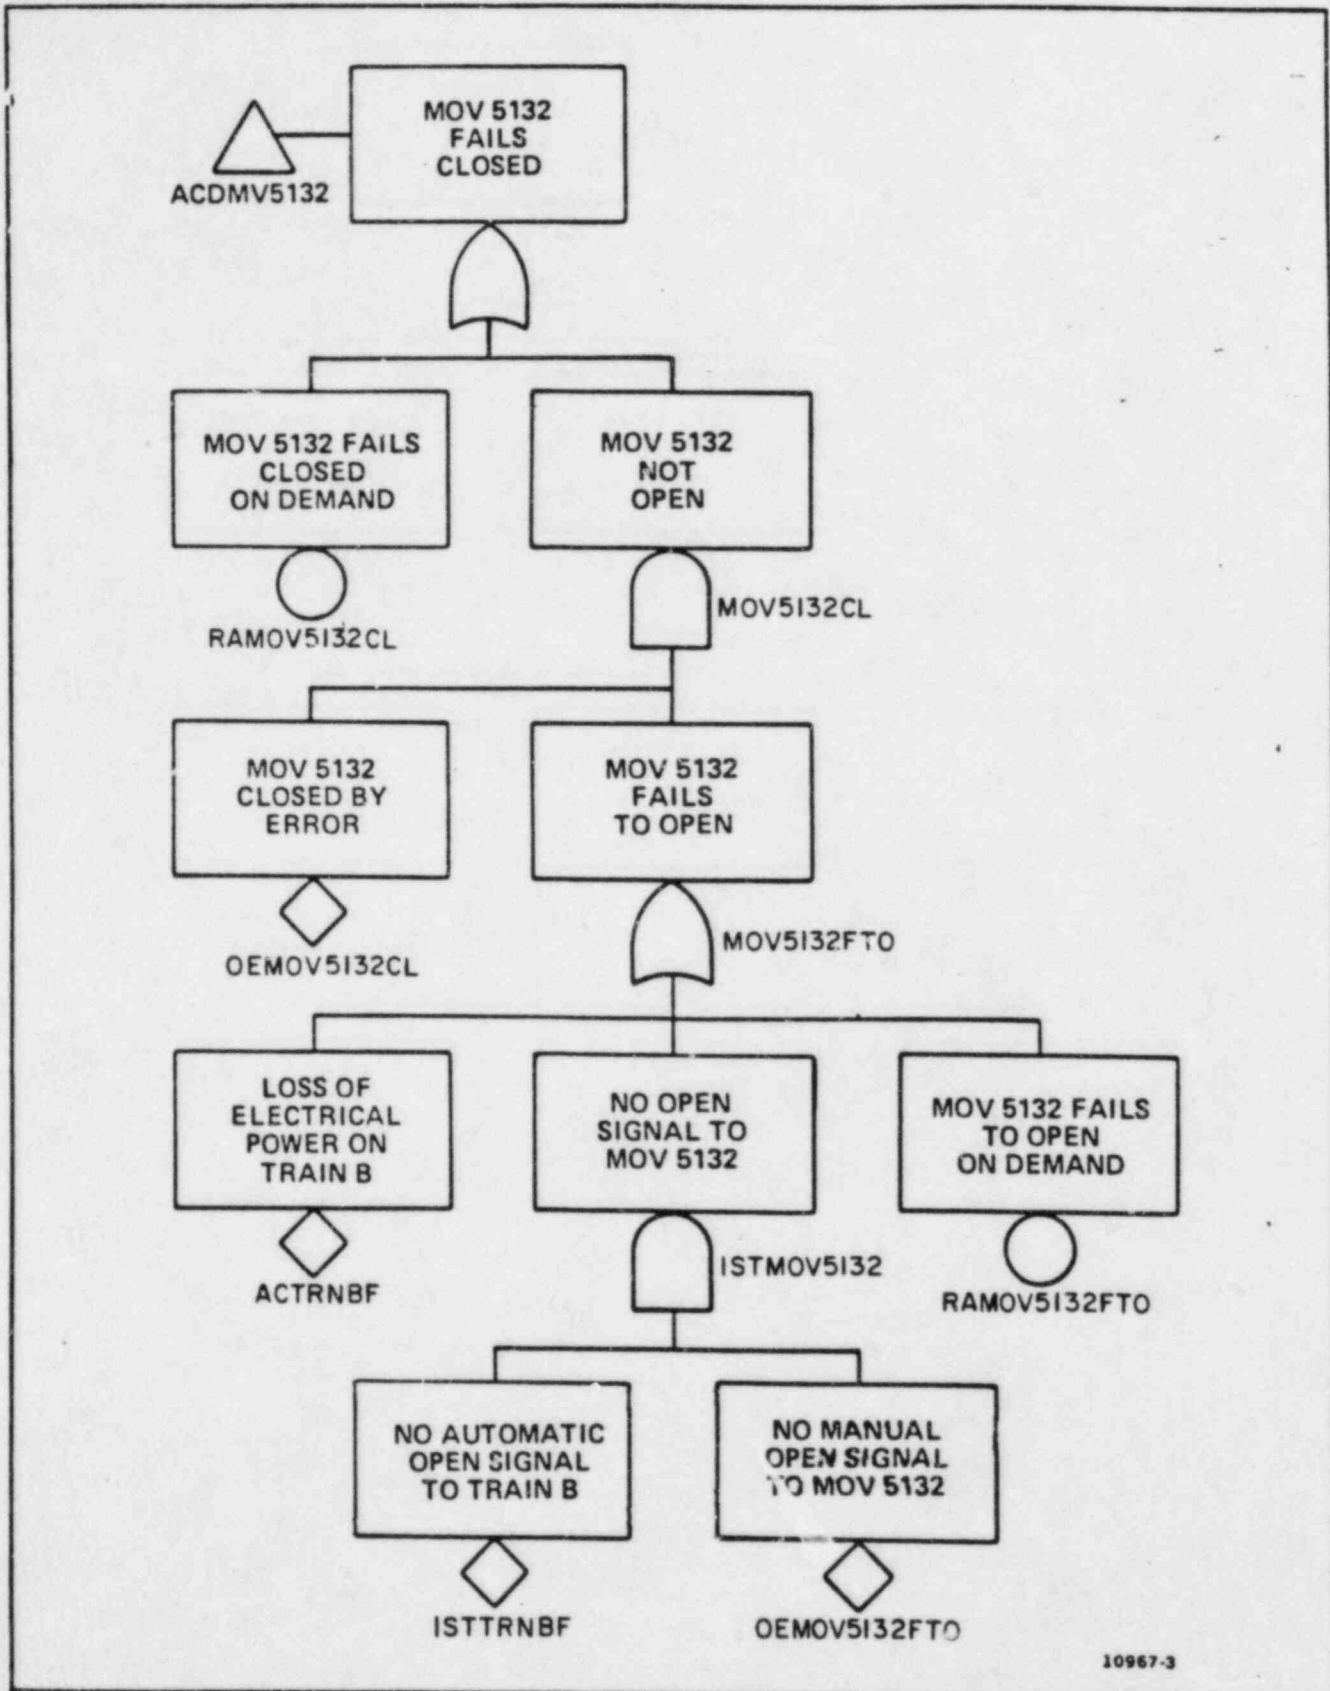 MOV 5132
FAILS
CLOSED
ACDMV5132
MOV 5132 FAILS
CLOSED
ON DEMAND
MOV 5132
NOT
OPEN
RAMOV5132CL
MOV5132CL
MOV 5132
CLOSED BY
ERROR
MOV 5132
FAILS
TO OPEN
OEMOV5132CL
MOV5132FTO
LOSS OF
ELECTRICAL
POWER ON
TRAIN B
NO OPEN
SIGNAL TO
MOV 5132
MOV 5132 FAILS
TO OPEN
ON DEMAND
ACTRNBF
ISTMOV5132
RAMOV5132FTO
NO AUTOMATIC
OPEN SIGNAL
TO TRAIN B
NO MANUAL
OPEN SIGNAL
TO MOV 5132
ISTTRNBF
OEMOV5132FTO
10967-3